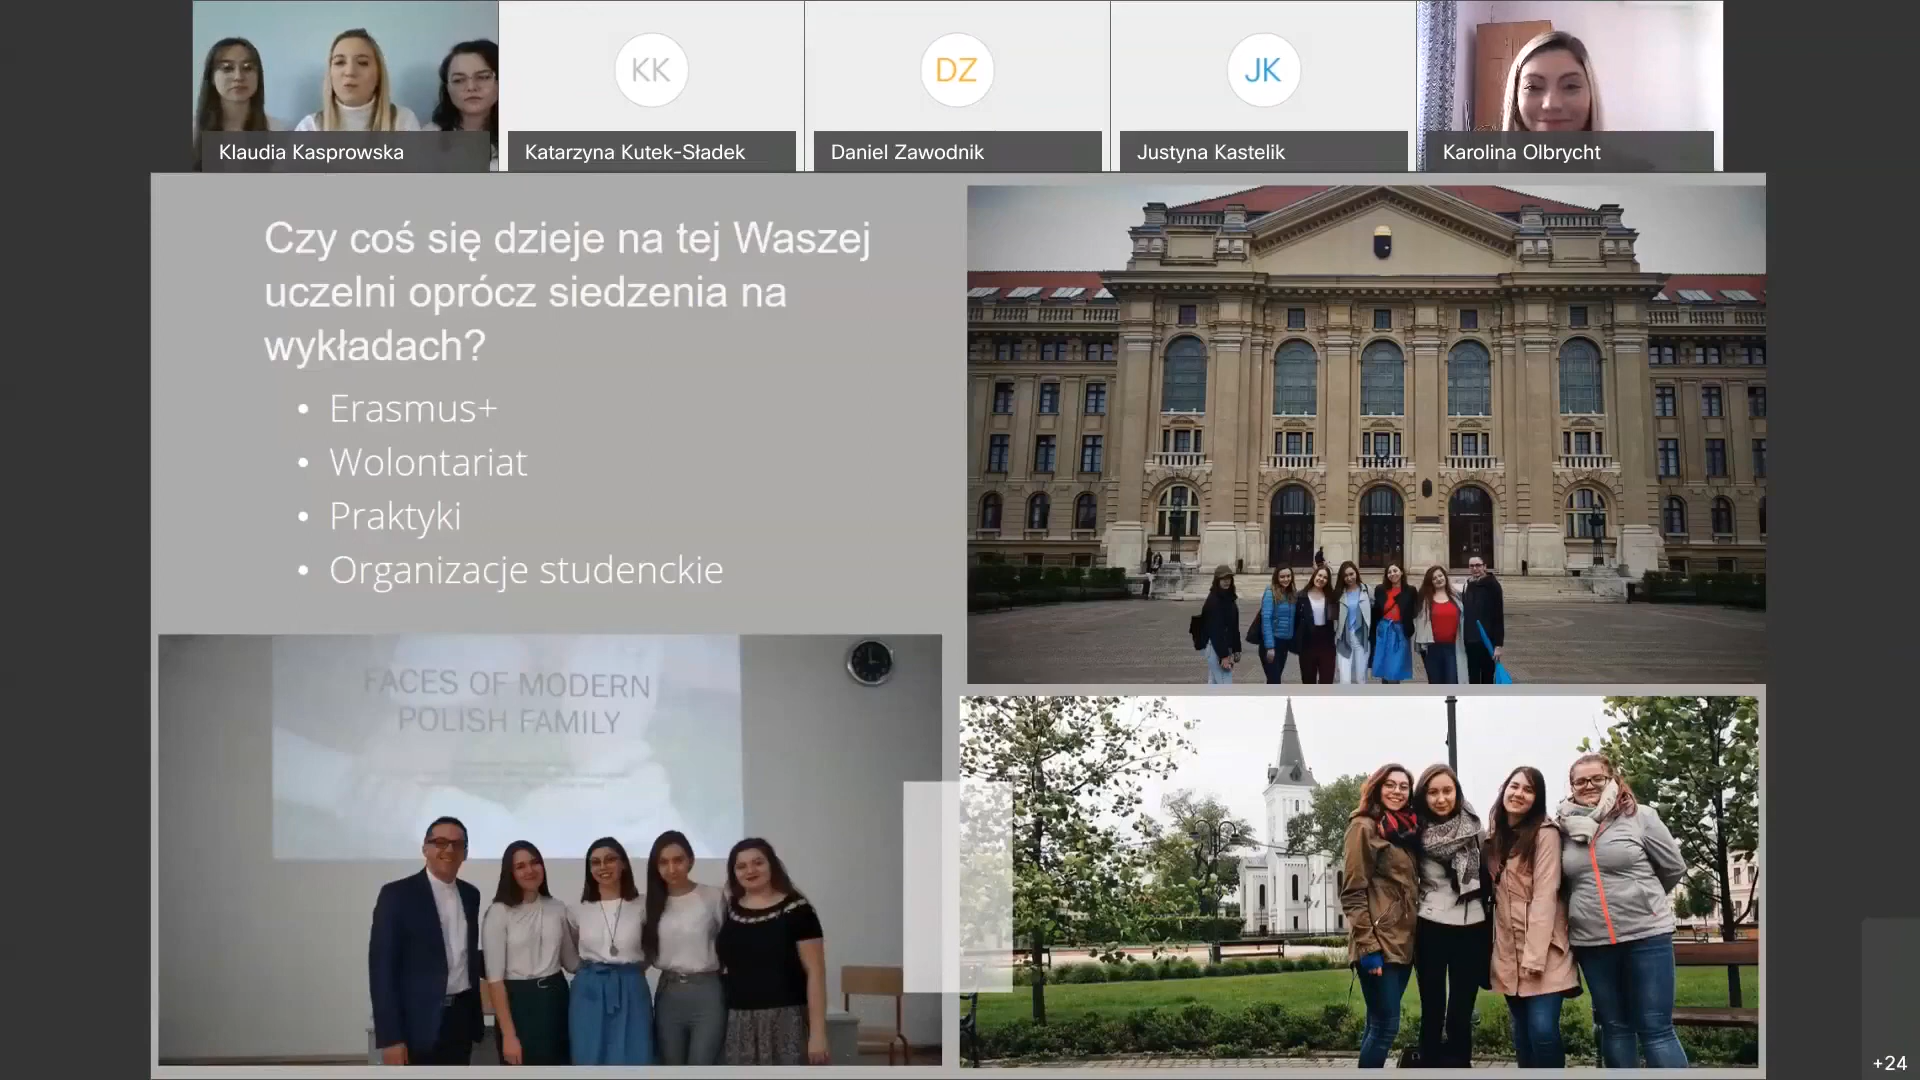 KK
DZ
JK
Klaudia Kasprowska
Katarzyna Kutek-Sładek
Daniel Zawodnik
Justyna Kastelik
Karolina Olbrycht
Czy coś się dzieje na tej Waszej
uczelni oprócz siedzenia na
wykładach?
• Erasmus+
• Wolontariat
• Praktyki
• Organizacje studenckie
FACES OF MODERN
POLISH FAMILY
+24